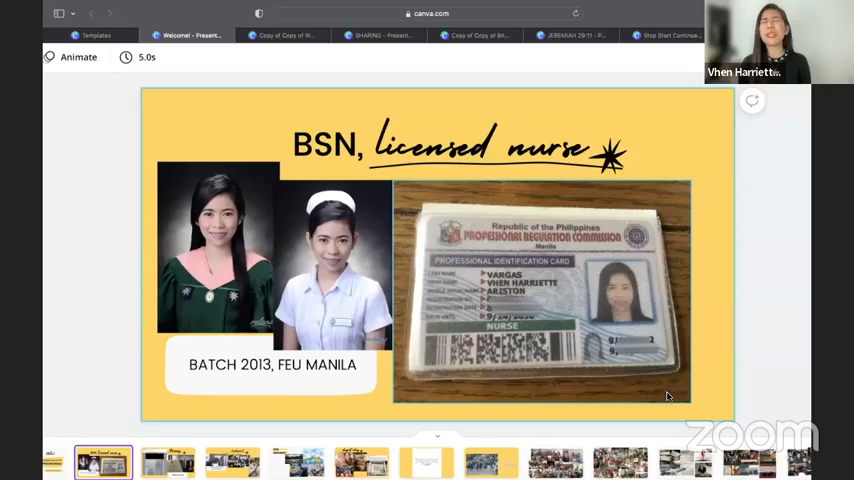 canva.com
Templates
Welcome! - Present...
Copy of Copy of W...
SHARING - Present...
Copy of Copy of Bri...
JEREMIAH 29:11 - P...
Stop Start Continue...
Animate
5.0s
Vhen Harriett...
BSN, licensed nurse
Republic of the Philippines
PROFESSIONAL REGULATION COMMISSION
Manila
PROFESSIONAL IDENTIFICATION CARD
VARGAS
VHEN HARRIETTE
ARISTON
NURSE
BATCH 2013, FEU MANILA
zoom